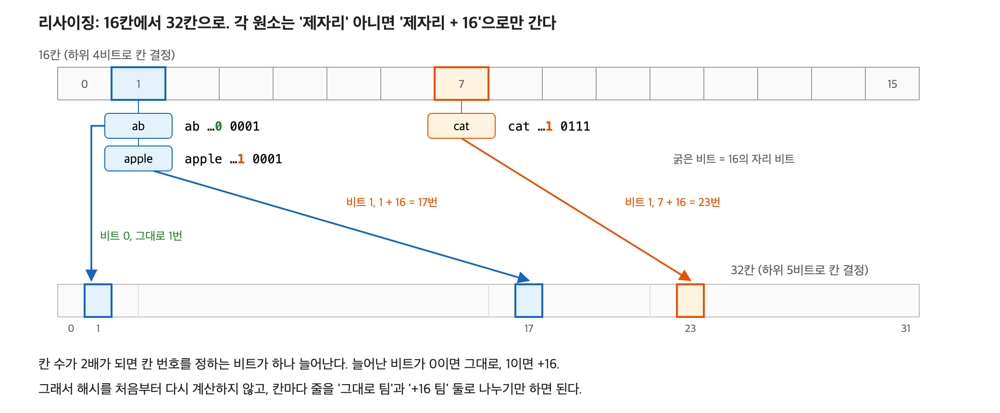 리사이징: 16칸에서 32칸으로. 각 원소는 '제자리' 아니면 '제자리 + 16'으로만 간다
16칸 (하위 4비트로 칸 결정)
0 1 7 15
ab ab …0 0001 cat cat …1 0111
apple apple …1 0001 굵은 비트 = 16의 자리 비트
비트 1, 1 + 16 = 17번 비트 1, 7 + 16 = 23번
비트 0, 그대로 1번
32칸 (하위 5비트로 칸 결정)
0 1 17 23 31
칸 수가 2배가 되면 칸 번호를 정하는 비트가 하나 늘어난다. 늘어난 비트가 0이면 그대로, 1이면 +16.
그래서 해시를 처음부터 다시 계산하지 않고, 칸마다 줄을 '그대로 팀'과 '+16 팀' 둘로 나누기만 하면 된다.